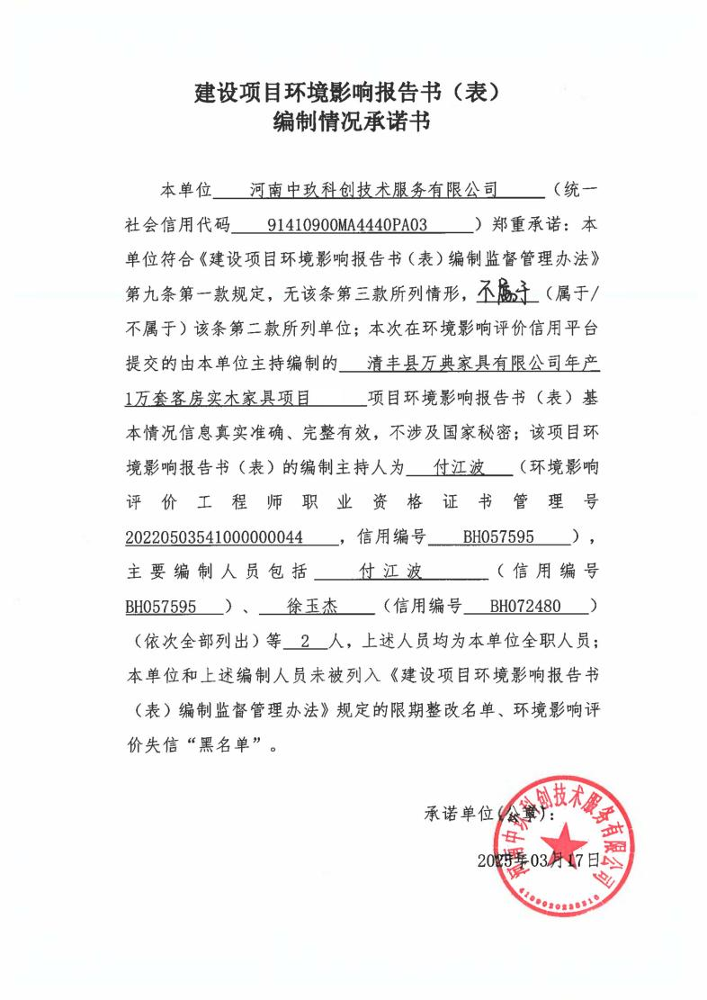 建设项目环境影响报告书（表）
编制情况承诺书
本单位 河南中玖科创技术服务有限公司 （统一
社会信用代码 91410900MA4440PA03 ）郑重承诺：本
单位符合《建设项目环境影响报告书（表）编制监督管理办法》
第九条第一款规定，无该条第三款所列情形，不属于（属于/
不属于）该条第二款所列单位；本次在环境影响评价信用平台
提交的由本单位主持编制的 清丰县万典家具有限公司年产
1万套客房实木家具项目 项目环境影响报告书（表）基
本情况信息真实准确、完整有效，不涉及国家秘密；该项目环
境影响报告书（表）的编制主持人为 付江波 （环境影响
评价工程师职业资格证书管理号
20220503541000000044 ，信用编号 BH057595 ），
主要编制人员包括 付江波 （信用编号
BH057595 ）、 徐玉杰 （信用编号 BH072480 ）
（依次全部列出）等 2 人，上述人员均为本单位全职人员；
本单位和上述编制人员未被列入《建设项目环境影响报告书
（表）编制监督管理办法》规定的限期整改名单、环境影响评
价失信“黑名单”。
承诺单位(公章)：
2025年03月17日
河南中玖科创技术服务有限公司